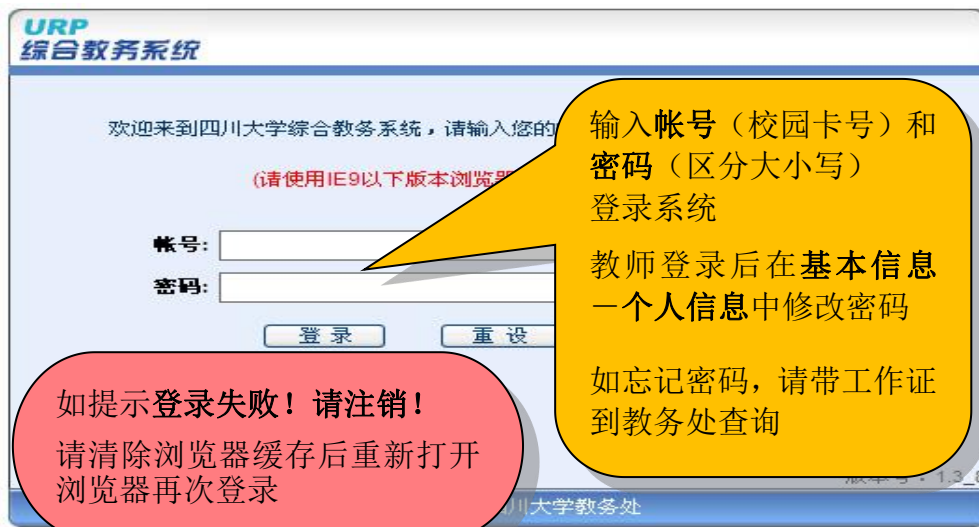 URP
综合教务系统
欢迎来到四川大学综合教务系统，请输入您的
(请使用IE9以下版本浏览器
帐号:
密码:
登 录 重 设
输入帐号（校园卡号）和
密码（区分大小写）
登录系统
教师登录后在基本信息
－个人信息中修改密码
如忘记密码，请带工作证
到教务处查询
如提示登录失败！请注销！
请清除浏览器缓存后重新打开
浏览器再次登录
川大学教务处